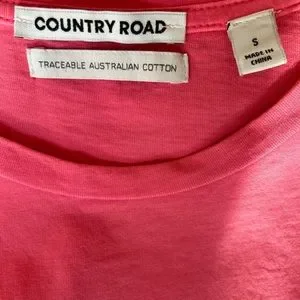 COUNTRY ROAD
TRACEABLE AUSTRALIAN COTTON
S
MADE IN
CHINA